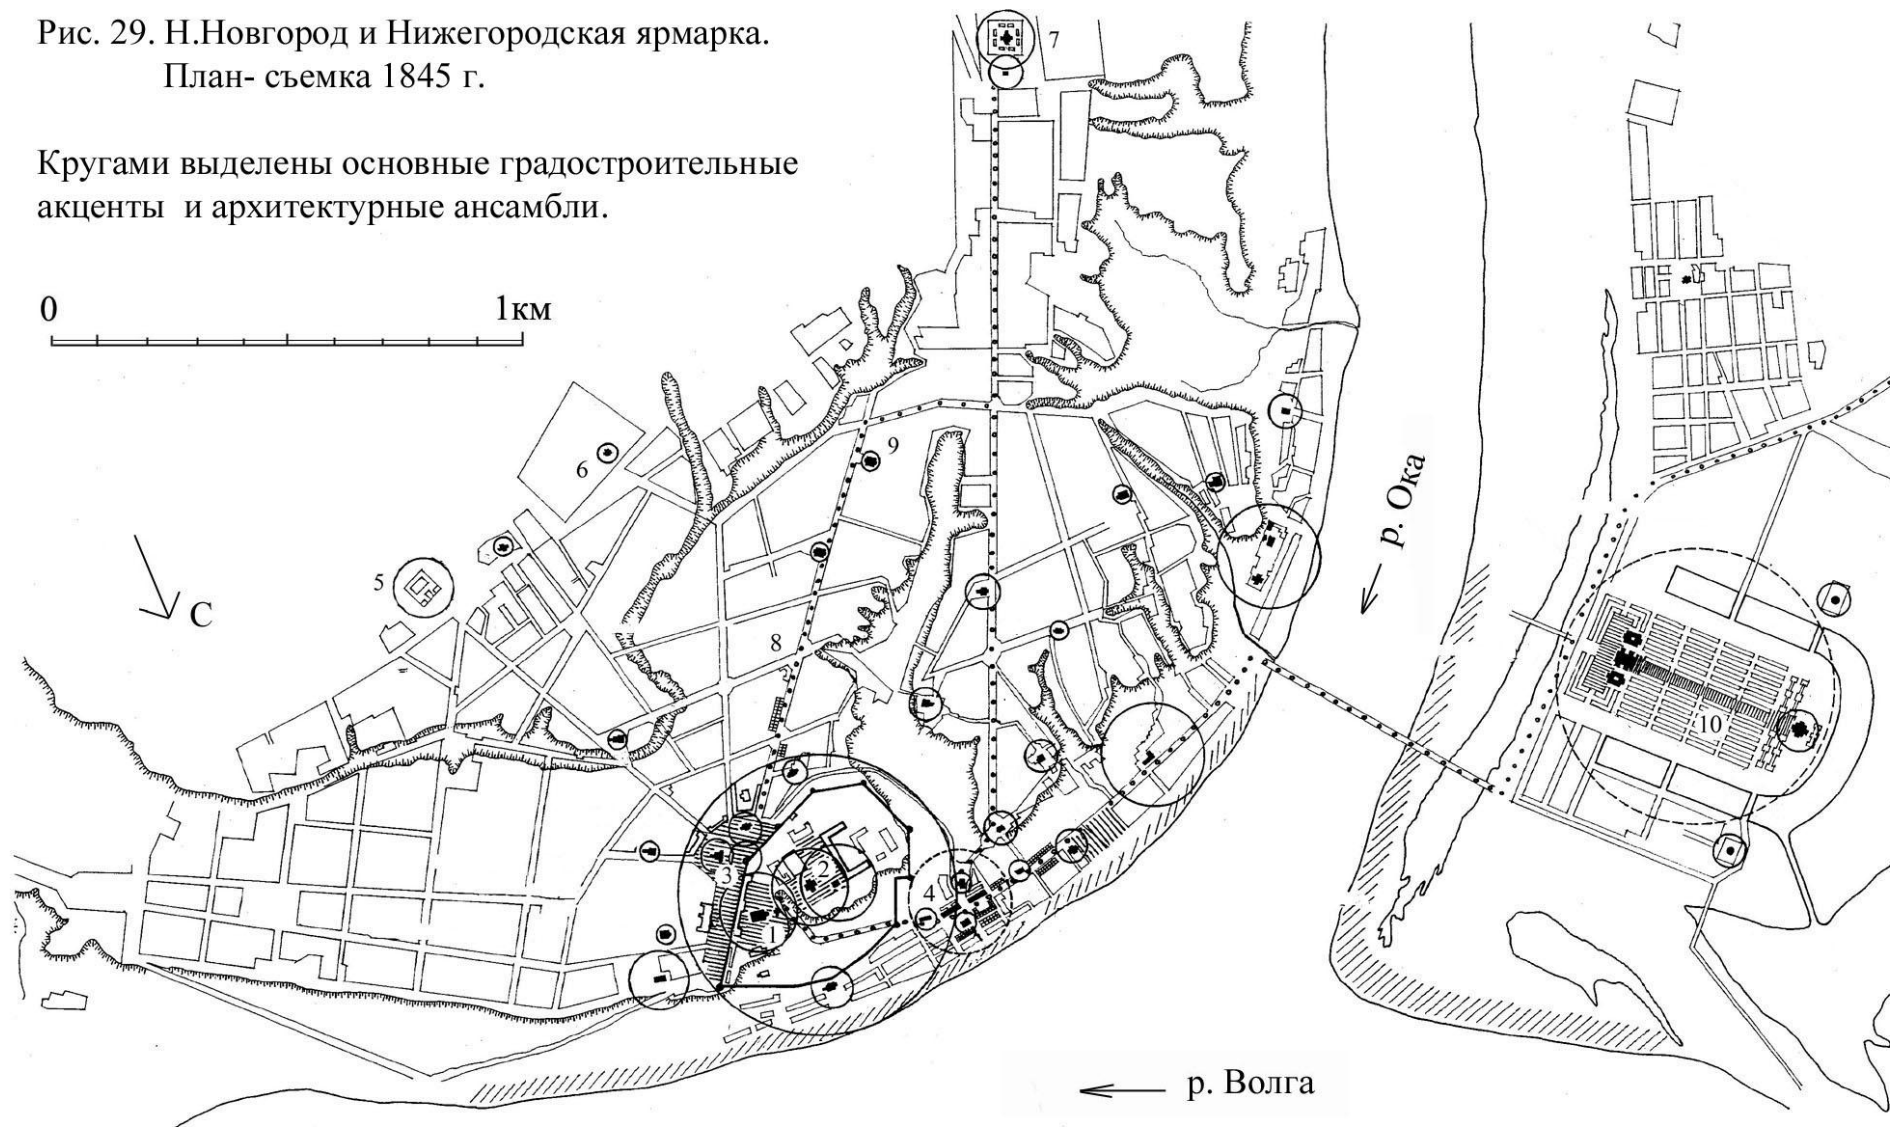 Рис. 29. Н.Новгород и Нижегородская ярмарка.
План- съемка 1845 г.
Кругами выделены основные градостроительные
акценты и архитектурные ансамбли.
0 1км
7
9
6
5
С
8
р. Ока
10
2
3
4
1
р. Волга